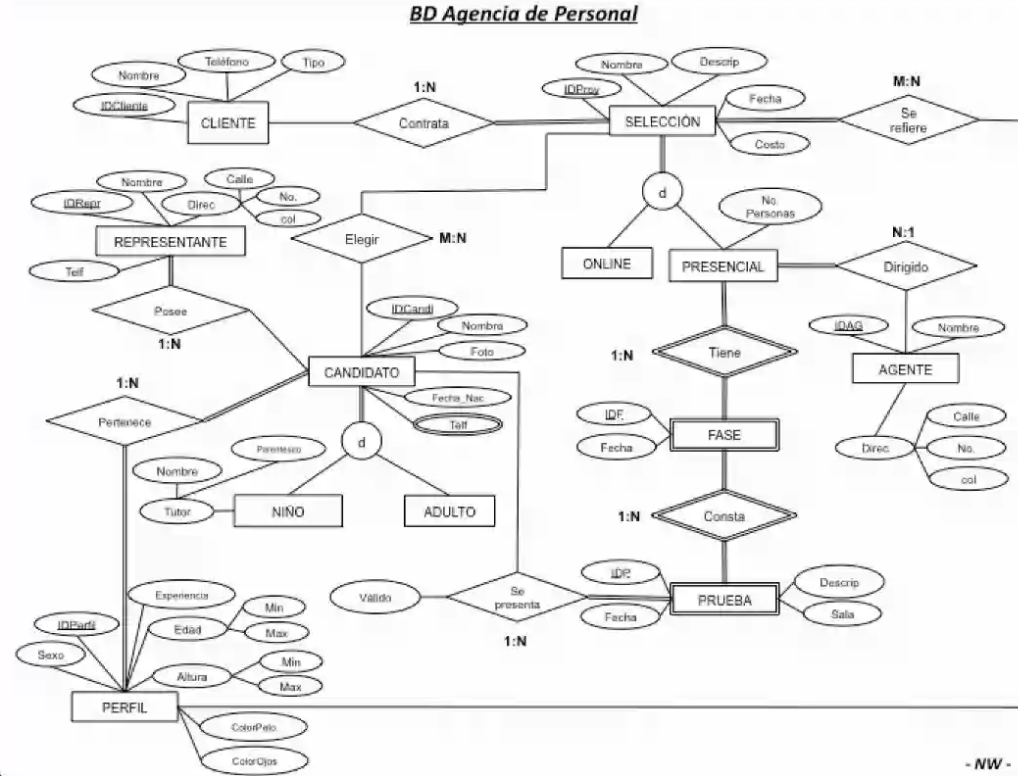 BD Agencia de Personal
Teléfono
Tipo
Nombre
IDCliente
CLIENTE
1:N
Contrata
Nombre
Descrip
IDProy
Fecha
SELECCIÓN
Costo
M:N
Se
refiere
Nombre
Calle
IDRepr
Direc
No.
col
REPRESENTANTE
Telf
Posee
1:N
Elegir
M:N
d
No.
Personas
ONLINE
PRESENCIAL
N:1
Dirigido
IDCandi
Nombre
Foto
CANDIDATO
Fecha_Nac
Telf
d
1:N
Tiene
IDAG
Nombre
AGENTE
Direc
Calle
No.
col
1:N
Pertenece
Parentesco
Nombre
Tutor
NIÑO
ADULTO
IDF
Fecha
FASE
1:N
Consta
Válido
Se
presenta
1:N
IDP
Fecha
PRUEBA
Descrip
Sala
Experiencia
IDPerfil
Edad
Min
Max
Sexo
Altura
Min
Max
PERFIL
ColorPelo
ColorOjos
- NW -